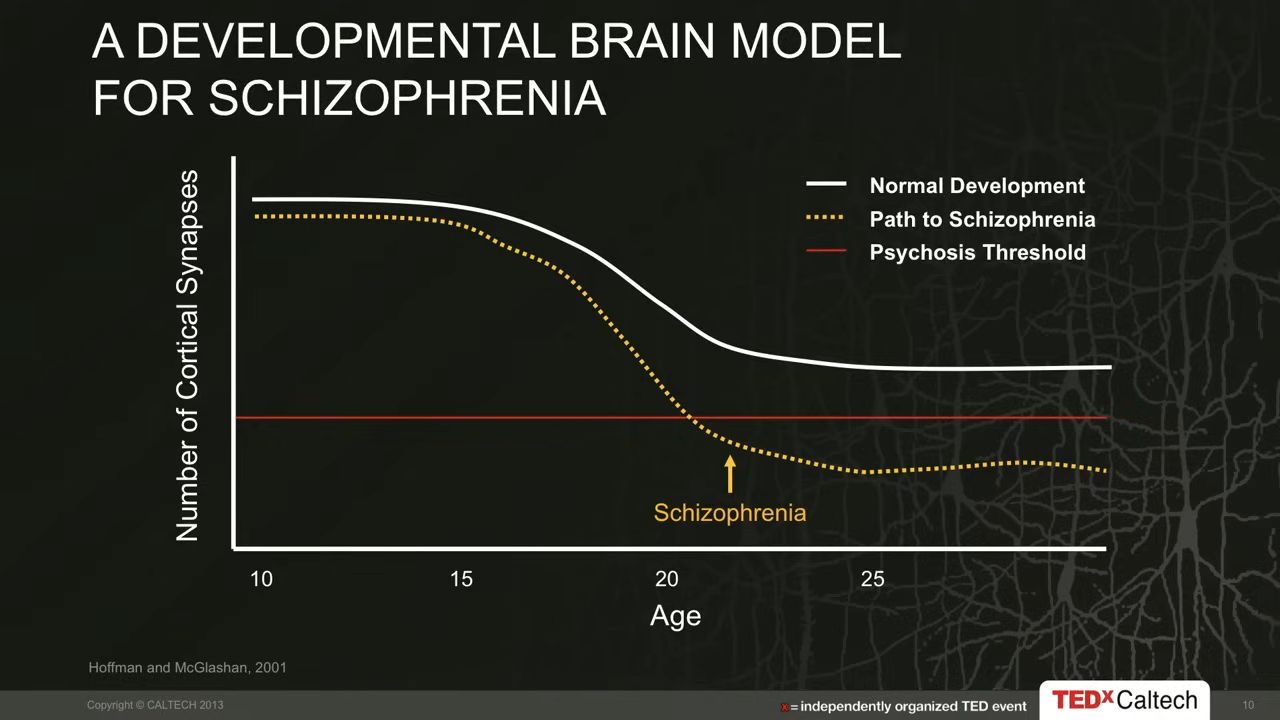 A DEVELOPMENTAL BRAIN MODEL
FOR SCHIZOPHRENIA
Number of Cortical Synapses
Normal Development
Path to Schizophrenia
Psychosis Threshold
Schizophrenia
10 15 20 25
Age
Hoffman and McGlashan, 2001
Copyright © CALTECH 2013
x = independently organized TED event
TEDxCaltech
10